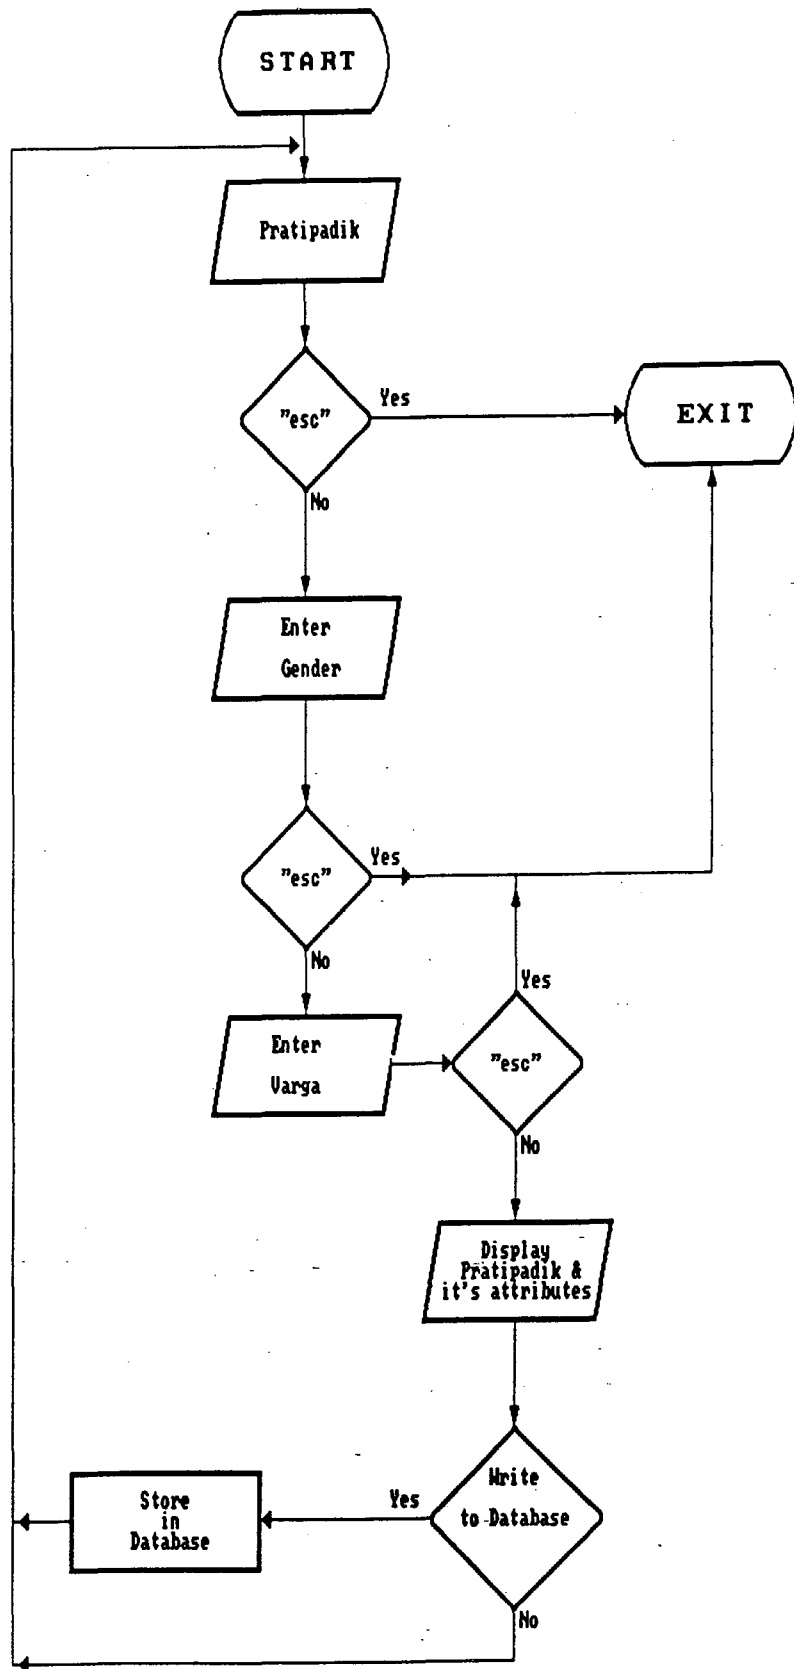 START
Pratipadik
"esc"
Yes
EXIT
No
Enter
Gender
"esc"
Yes
No
Enter
Varga
"esc"
Yes
No
Display
Pratipadik &
it's attributes
Write
to Database
Yes
Store
in
Database
No